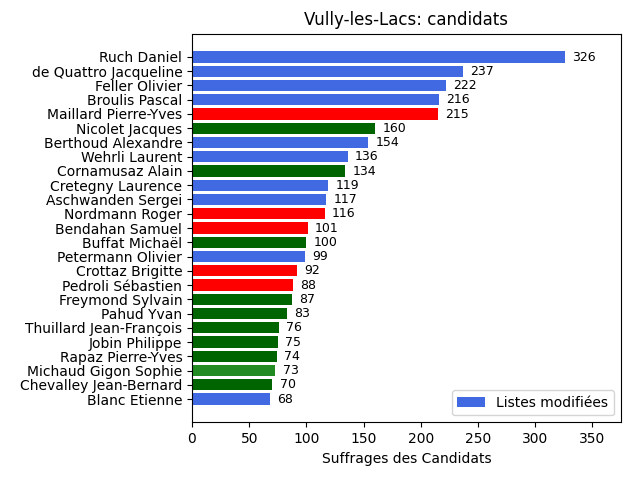 Vully-les-Lacs: candidats
Ruch Daniel 326
de Quattro Jacqueline 237
Feller Olivier 222
Broulis Pascal 216
Maillard Pierre-Yves 215
Nicolet Jacques 160
Berthoud Alexandre 154
Wehrli Laurent 136
Cornamusaz Alain 134
Cretegny Laurence 119
Aschwanden Sergei 117
Nordmann Roger 116
Bendahan Samuel 101
Buffat Michaël 100
Petermann Olivier 99
Crottaz Brigitte 92
Pedroli Sébastien 88
Freymond Sylvain 87
Pahud Yvan 83
Thuillard Jean-François 76
Jobin Philippe 75
Rapaz Pierre-Yves 74
Michaud Gigon Sophie 73
Chevalley Jean-Bernard 70
Blanc Etienne 68
Listes modifiées
0 50 100 150 200 250 300 350
Suffrages des Candidats